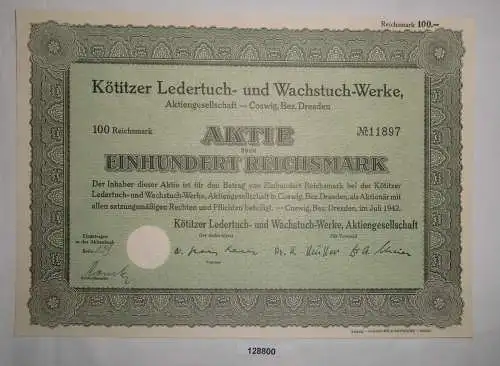 Reichsmark 100.—
Kötitzer Ledertuch- und Wachstuch-Werke,
Aktiengesellschaft — Coswig, Bez. Dresden
100 Reichsmark
AKTIE
№ 11897
über
EINHUNDERT REICHSMARK
Der Inhaber dieser Aktie ist für den Betrag von Einhundert Reichsmark bei der Kötitzer
Ledertuch- und Wachstuch-Werke, Aktiengesellschaft in Coswig, Bez. Dresden, als Aktionär mit
allen satzungsmäßigen Rechten und Pflichten beteiligt. — Coswig, Bez. Dresden, im Juli 1942.
Kötitzer Ledertuch- und Wachstuch-Werke, Aktiengesellschaft
Der Aufsichtsrat
Der Vorstand
Eingetragen
in das Aktienbuch
Seite
128800